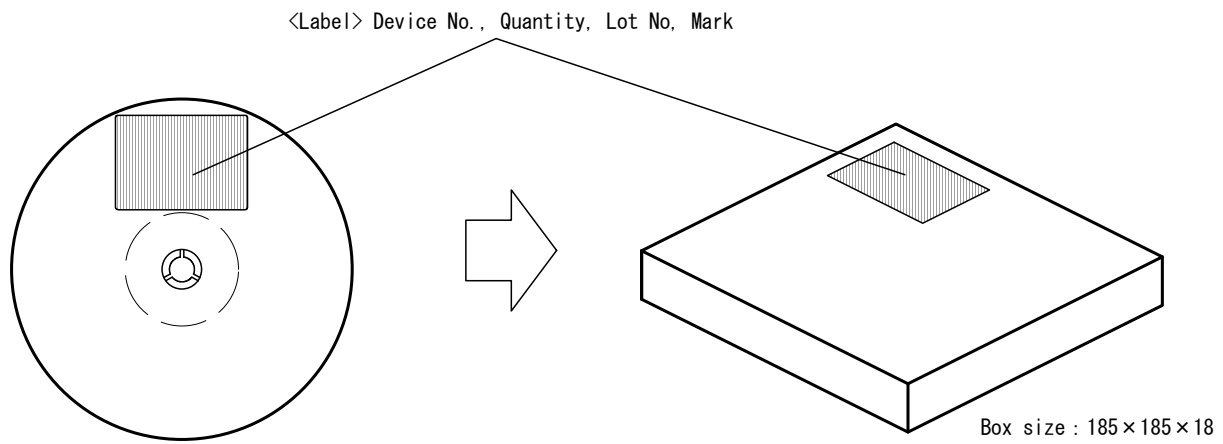 <Label> Device No., Quantity, Lot No, Mark
Box size : 185×185×18